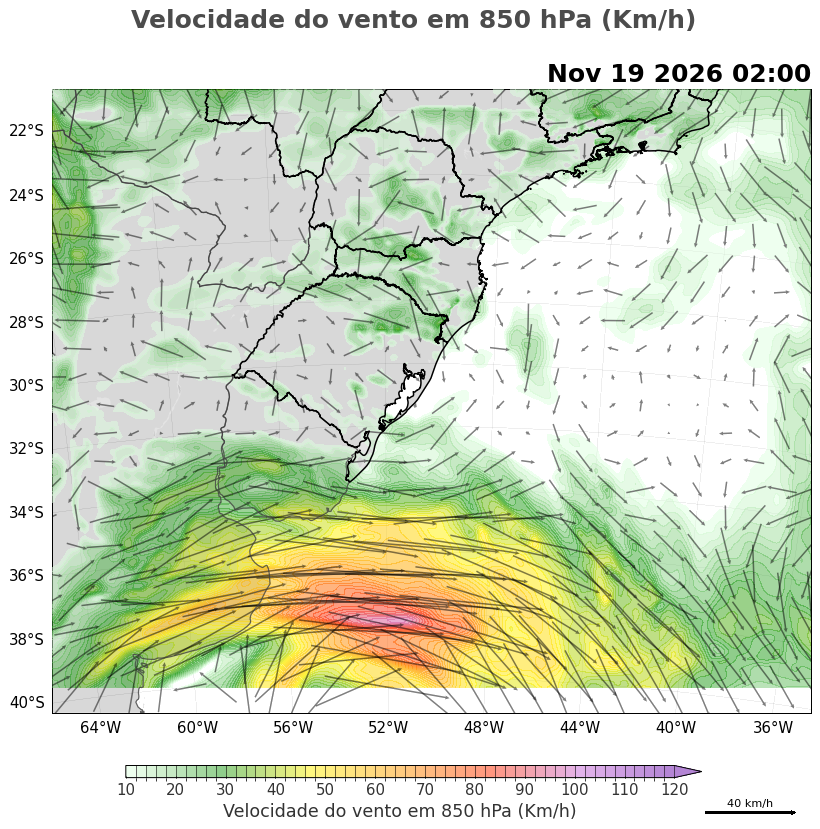 Velocidade do vento em 850 hPa (Km/h)
Nov 19 2026 02:00
22°S
24°S
26°S
28°S
30°S
32°S
34°S
36°S
38°S
40°S
64°W 60°W 56°W 52°W 48°W 44°W 40°W 36°W
10 20 30 40 50 60 70 80 90 100 110 120
Velocidade do vento em 850 hPa (Km/h)
40 km/h